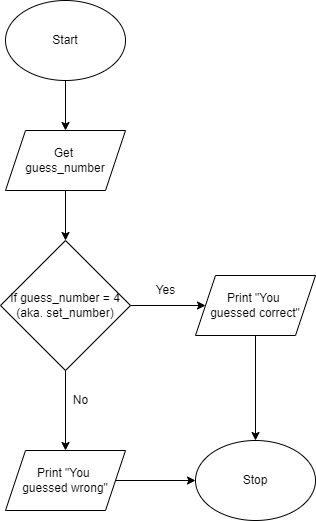 Start
Get
guess_number
If guess_number = 4
(aka. set_number)
Yes
Print "You
guessed correct"
No
Print "You
guessed wrong"
Stop